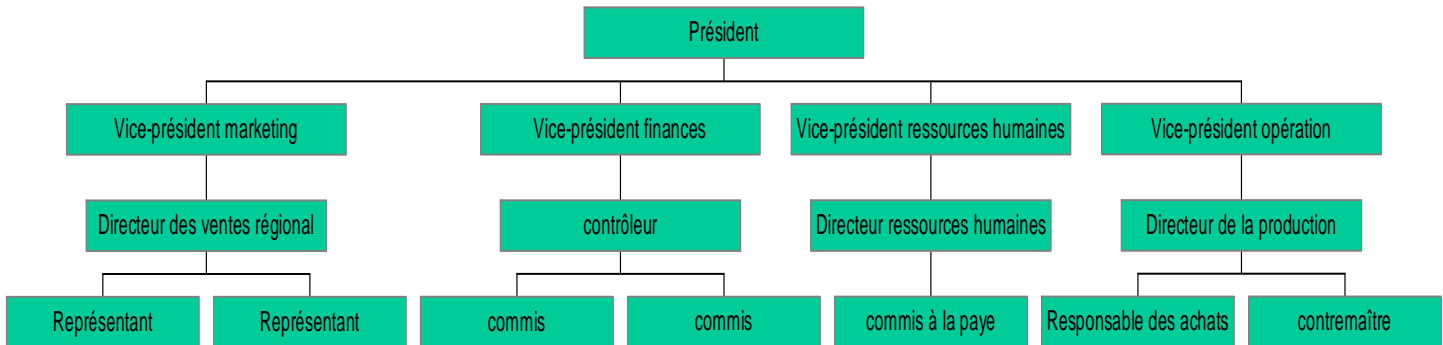 Président
Vice-président marketing
Vice-président finances
Vice-président ressources humaines
Vice-président opération
Directeur des ventes régional
contrôleur
Directeur ressources humaines
Directeur de la production
Représentant
Représentant
commis
commis
commis à la paye
Responsable des achats
contremaître